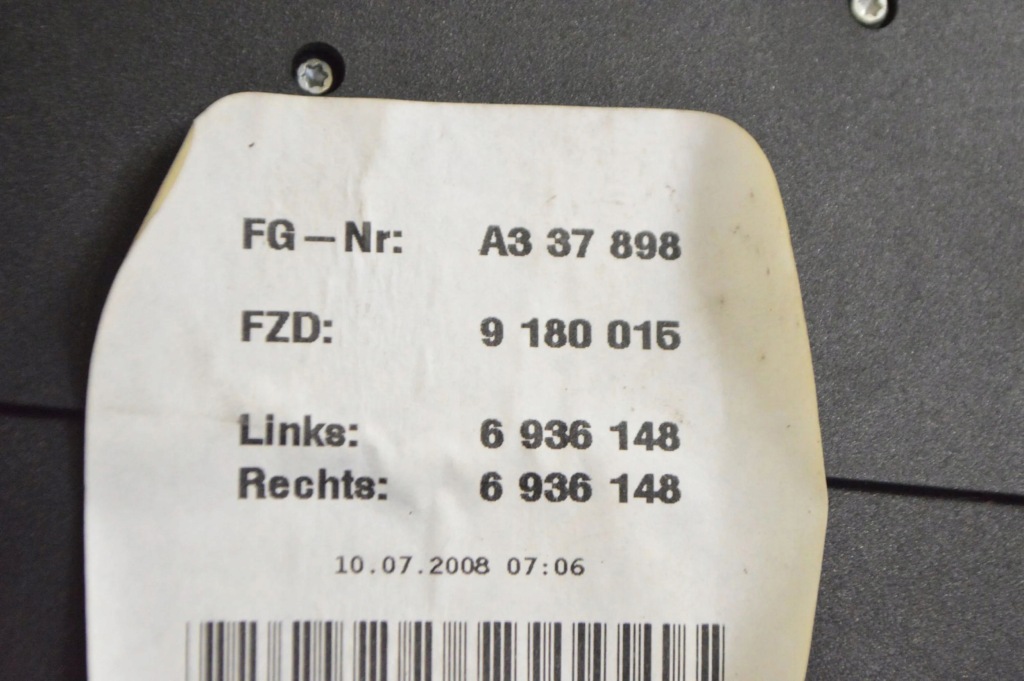 FG-Nr: A3 37 898
FZD: 9 180 015
Links: 6 936 148
Rechts: 6 936 148
10.07.2008 07:06